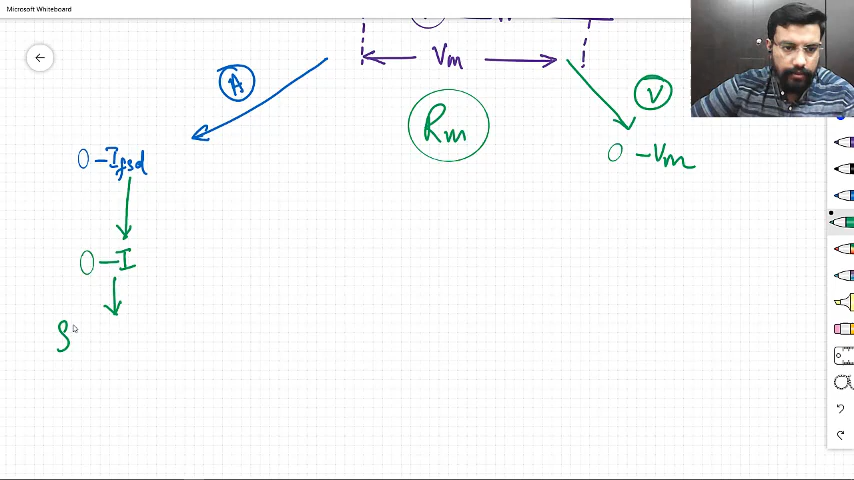 Microsoft Whiteboard
Vm
A
V
Rm
0 – Ifsd
0 – Vm
0 – I
S